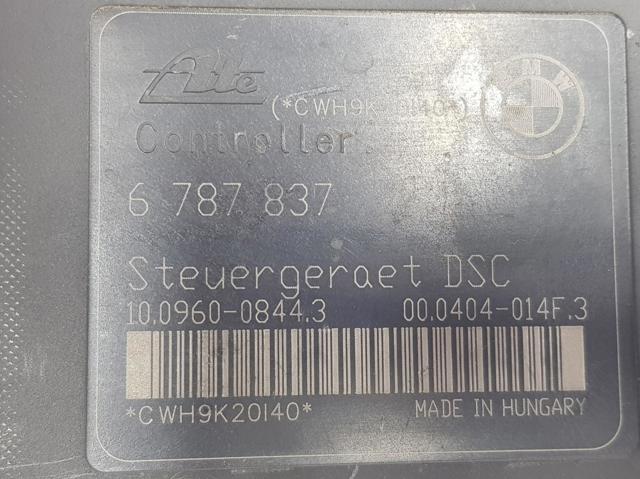 Ate
BMW
Controller
6 787 837
Steuergeraet DSC
10.0960-0844.3 00.0404-014F.3
*CWH9K20I40*
MADE IN HUNGARY